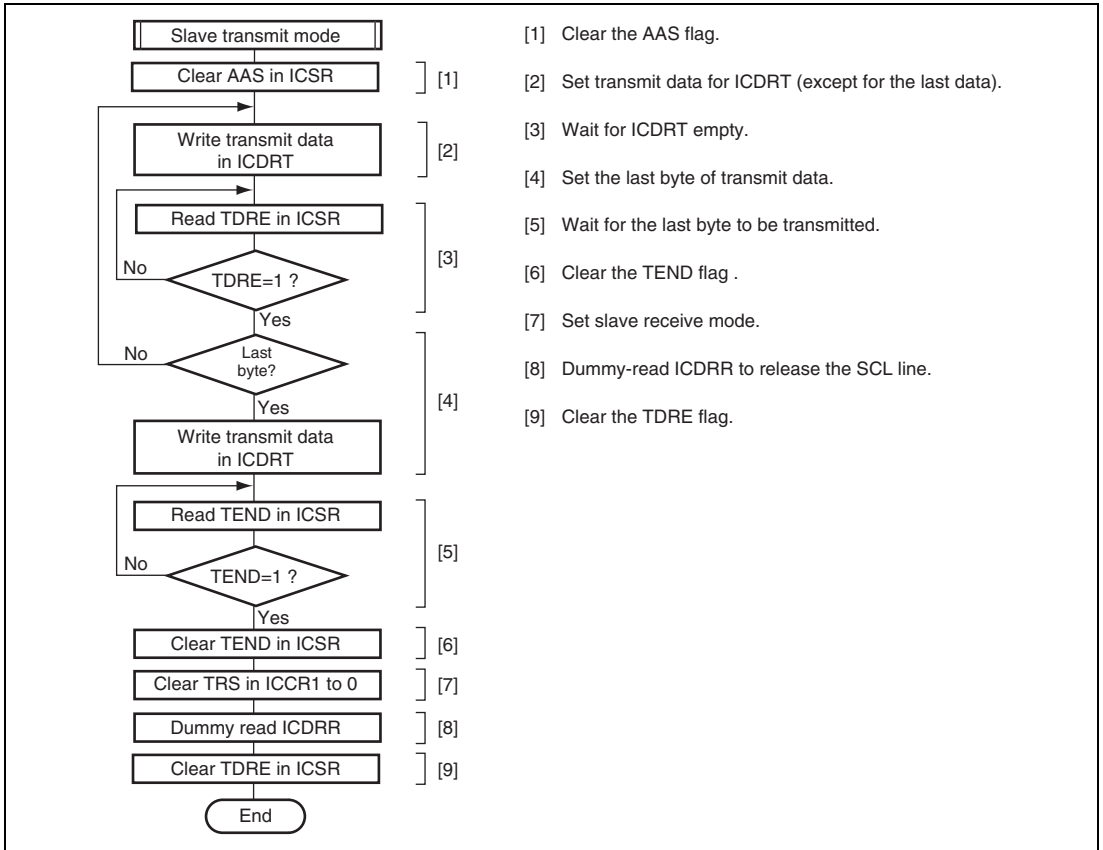 Slave transmit mode
Clear AAS in ICSR
[1]
Write transmit data
in ICDRT
[2]
Read TDRE in ICSR
[3]
No
TDRE=1 ?
Yes
No
Last
byte?
Yes
[4]
Write transmit data
in ICDRT
Read TEND in ICSR
[5]
No
TEND=1 ?
Yes
Clear TEND in ICSR
[6]
Clear TRS in ICCR1 to 0
[7]
Dummy read ICDRR
[8]
Clear TDRE in ICSR
[9]
End
[1] Clear the AAS flag.
[2] Set transmit data for ICDRT (except for the last data).
[3] Wait for ICDRT empty.
[4] Set the last byte of transmit data.
[5] Wait for the last byte to be transmitted.
[6] Clear the TEND flag .
[7] Set slave receive mode.
[8] Dummy-read ICDRR to release the SCL line.
[9] Clear the TDRE flag.